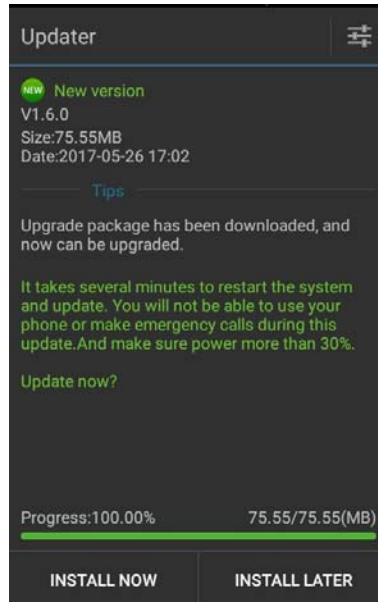 Updater
NEW New version
V1.6.0
Size:75.55MB
Date:2017-05-26 17:02
Tips
Upgrade package has been downloaded, and
now can be upgraded.
It takes several minutes to restart the system
and update. You will not be able to use your
phone or make emergency calls during this
update.And make sure power more than 30%.
Update now?
Progress:100.00% 75.55/75.55(MB)
INSTALL NOW INSTALL LATER